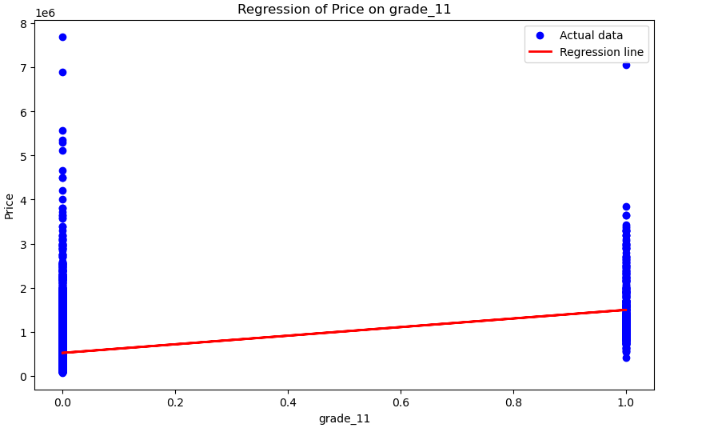 Regression of Price on grade_11
1e6
Actual data
Regression line
8
7
6
5
4
3
2
1
0
Price
0.0 0.2 0.4 0.6 0.8 1.0
grade_11